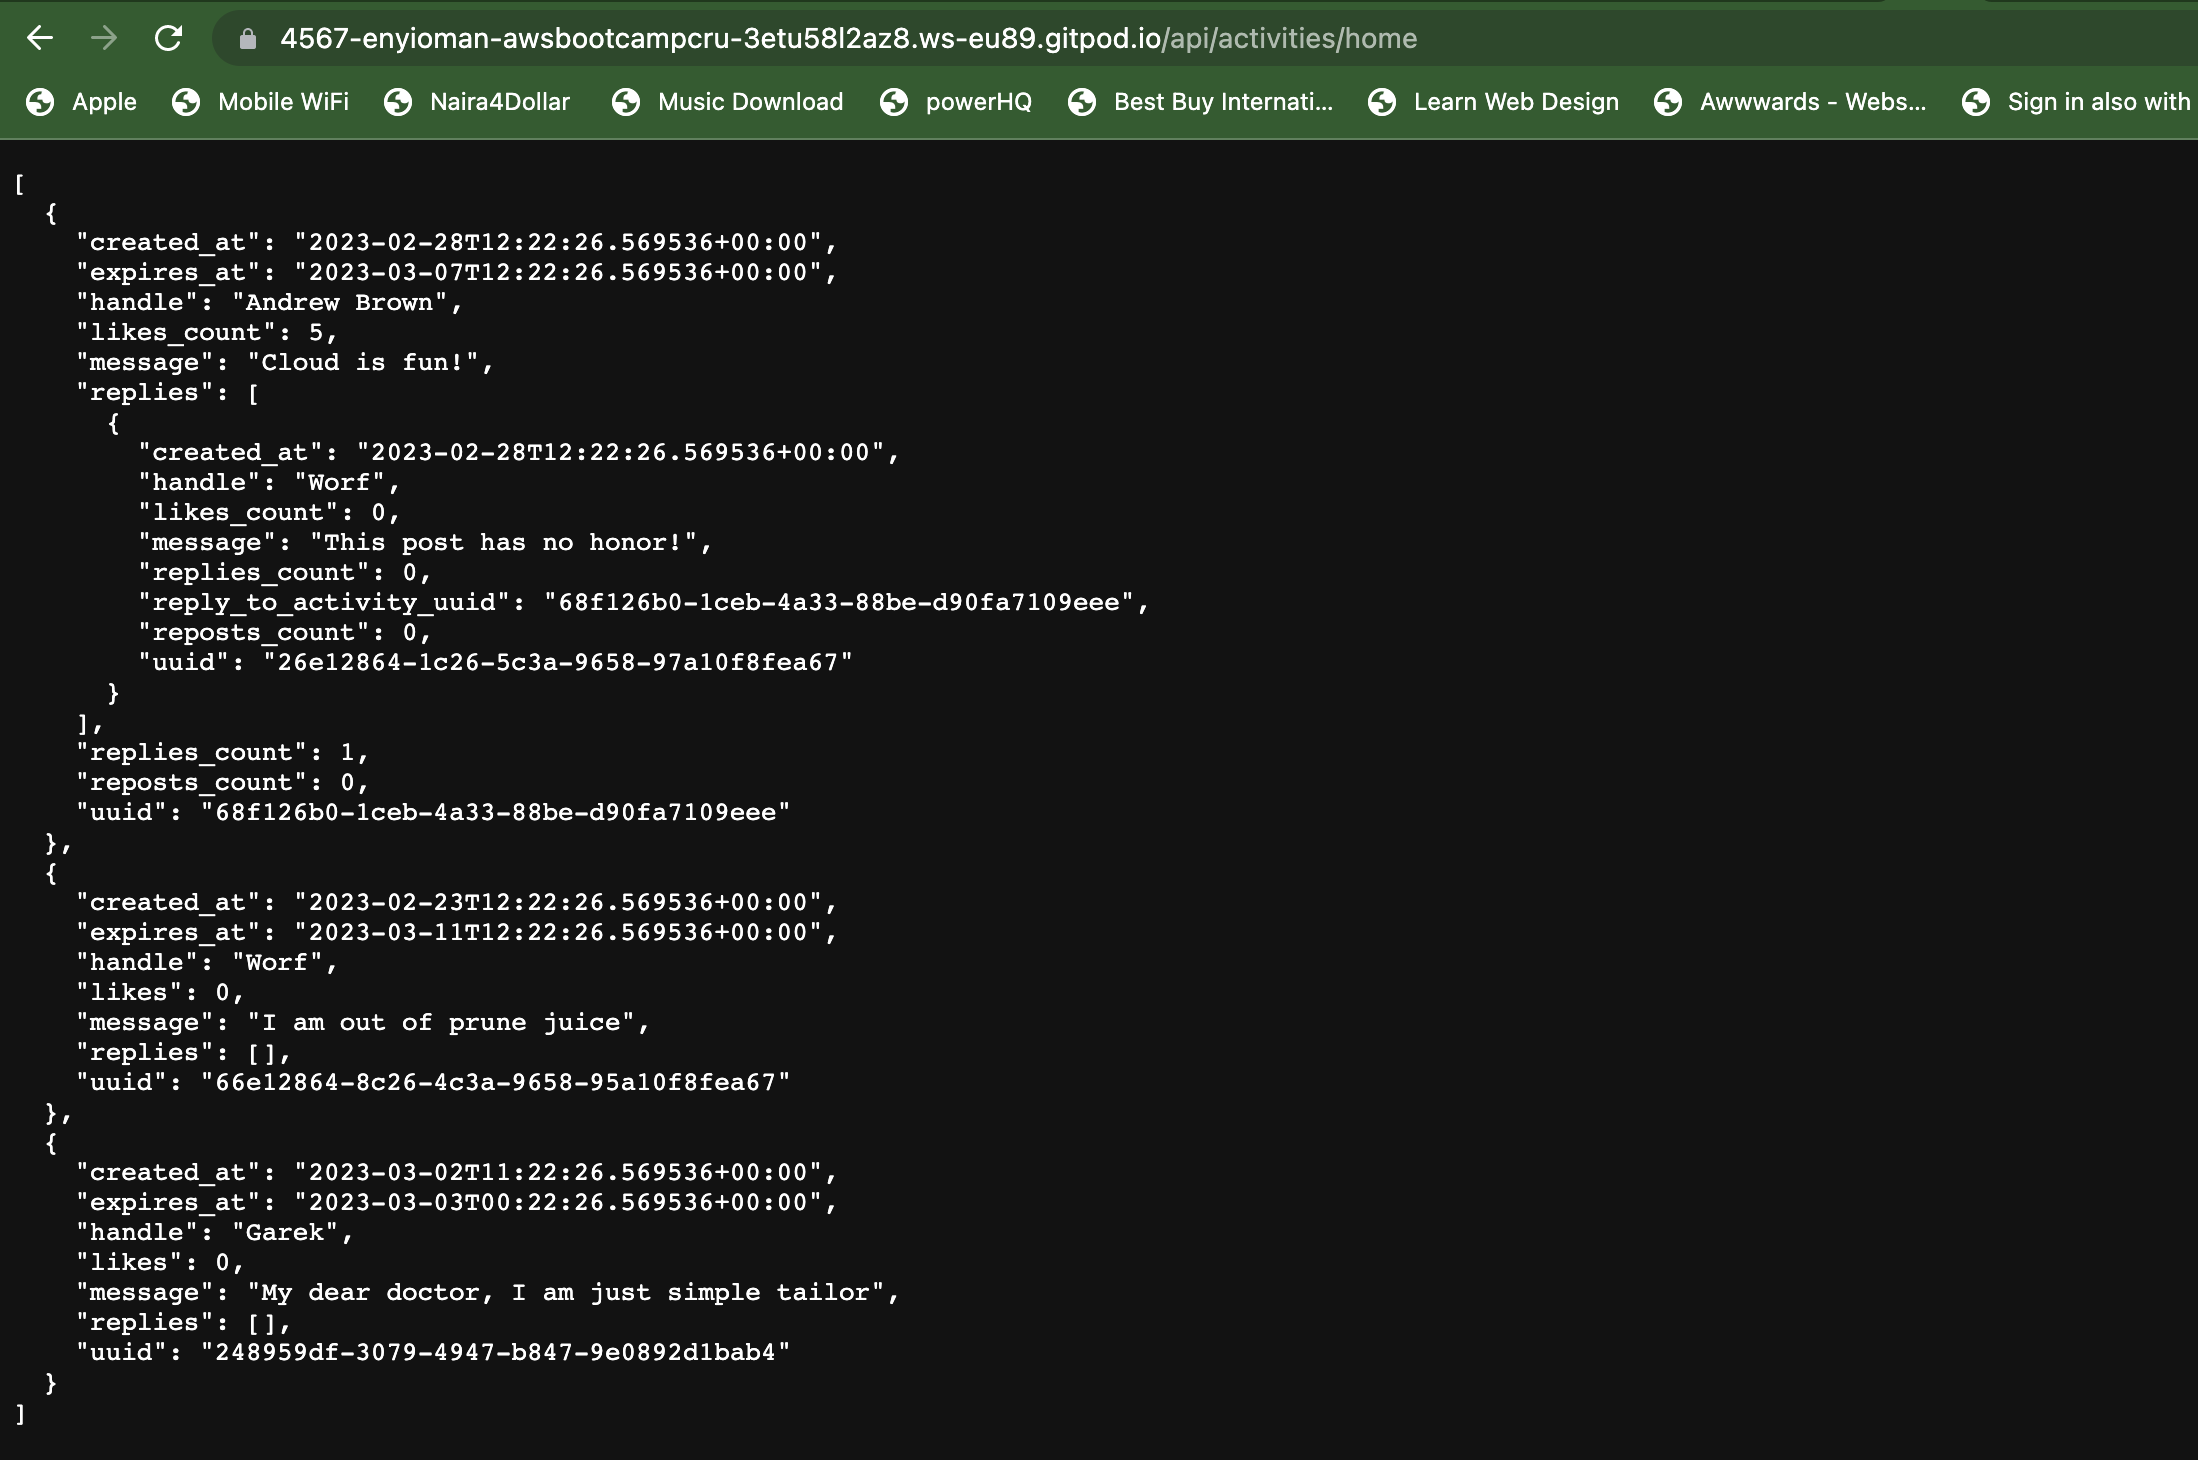 4567-enyioman-awsbootcampcru-3etu58l2az8.ws-eu89.gitpod.io/api/activities/home
Apple Mobile WiFi Naira4Dollar Music Download powerHQ Best Buy Internati... Learn Web Design Awwwards - Webs... Sign in also with
[
  {
    "created_at": "2023-02-28T12:22:26.569536+00:00",
    "expires_at": "2023-03-07T12:22:26.569536+00:00",
    "handle": "Andrew Brown",
    "likes_count": 5,
    "message": "Cloud is fun!",
    "replies": [
      {
        "created_at": "2023-02-28T12:22:26.569536+00:00",
        "handle": "Worf",
        "likes_count": 0,
        "message": "This post has no honor!",
        "replies_count": 0,
        "reply_to_activity_uuid": "68f126b0-1ceb-4a33-88be-d90fa7109eee",
        "reposts_count": 0,
        "uuid": "26e12864-1c26-5c3a-9658-97a10f8fea67"
      }
    ],
    "replies_count": 1,
    "reposts_count": 0,
    "uuid": "68f126b0-1ceb-4a33-88be-d90fa7109eee"
  },
  {
    "created_at": "2023-02-23T12:22:26.569536+00:00",
    "expires_at": "2023-03-11T12:22:26.569536+00:00",
    "handle": "Worf",
    "likes": 0,
    "message": "I am out of prune juice",
    "replies": [],
    "uuid": "66e12864-8c26-4c3a-9658-95a10f8fea67"
  },
  {
    "created_at": "2023-03-02T11:22:26.569536+00:00",
    "expires_at": "2023-03-03T00:22:26.569536+00:00",
    "handle": "Garek",
    "likes": 0,
    "message": "My dear doctor, I am just simple tailor",
    "replies": [],
    "uuid": "248959df-3079-4947-b847-9e0892d1bab4"
  }
]